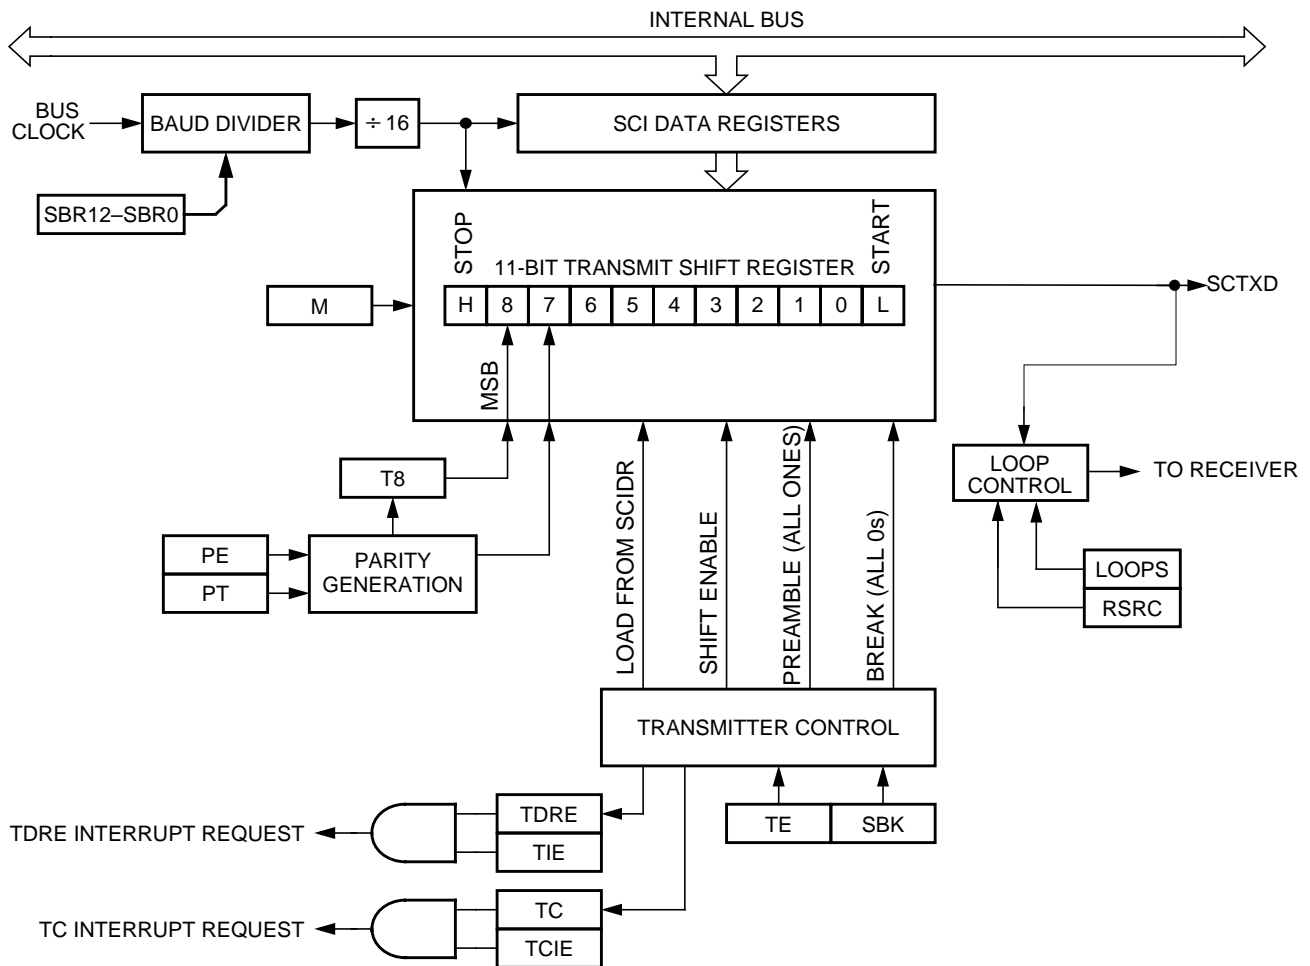 INTERNAL BUS
BUS
CLOCK
BAUD DIVIDER
÷ 16
SCI DATA REGISTERS
SBR12–SBR0
STOP
START
11-BIT TRANSMIT SHIFT REGISTER
H 8 7 6 5 4 3 2 1 0 L
M
SCTXD
MSB
T8
LOAD FROM SCIDR
SHIFT ENABLE
PREAMBLE (ALL ONES)
BREAK (ALL 0s)
LOOP
CONTROL
TO RECEIVER
PE
PT
PARITY
GENERATION
LOOPS
RSRC
TRANSMITTER CONTROL
TDRE INTERRUPT REQUEST
TDRE
TIE
TE
SBK
TC INTERRUPT REQUEST
TC
TCIE